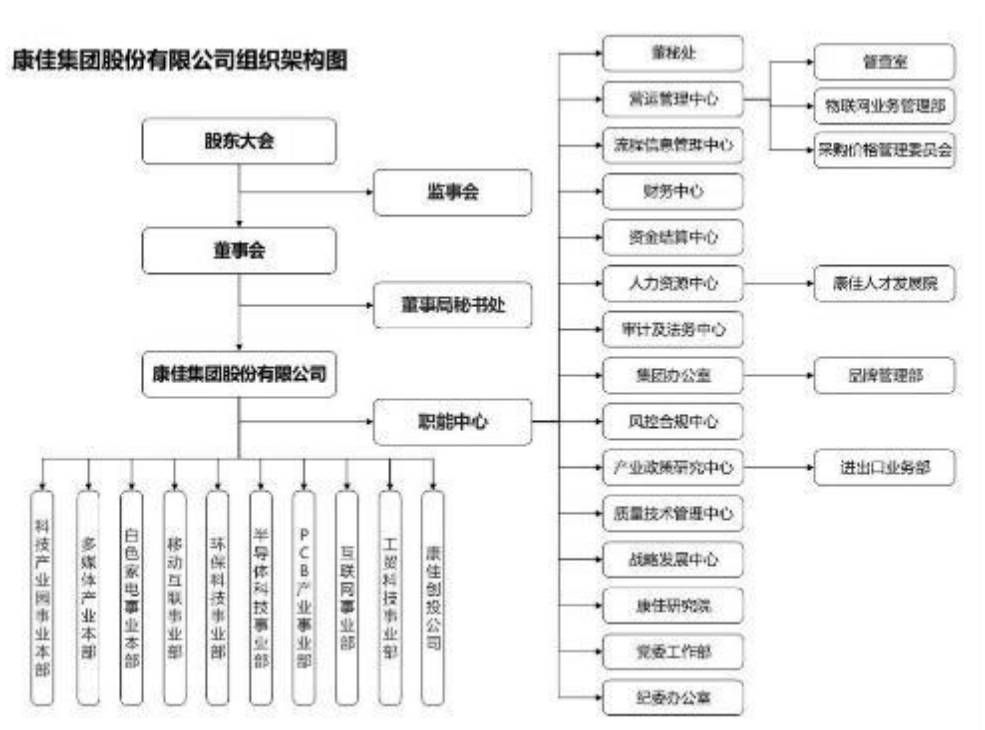 康佳集团股份有限公司组织架构图
股东大会
监事会
董事会
董事局秘书处
康佳集团股份有限公司
职能中心
科技产业园事业本部
多媒体产业本部
白色家电事业本部
移动互联事业部
环保科技事业部
半导体科技事业部
PCB产业事业部
互联网事业部
工贸科技事业部
康佳创投公司
董秘处
营运管理中心
督查室
物联网业务管理部
采购价格管理委员会
流程信息管理中心
财务中心
资金结算中心
人力资源中心
康佳人才发展院
审计及法务中心
集团办公室
品牌管理部
风控合规中心
产业政策研究中心
进出口业务部
质量技术管理中心
战略发展中心
康佳研究院
党委工作部
纪委办公室